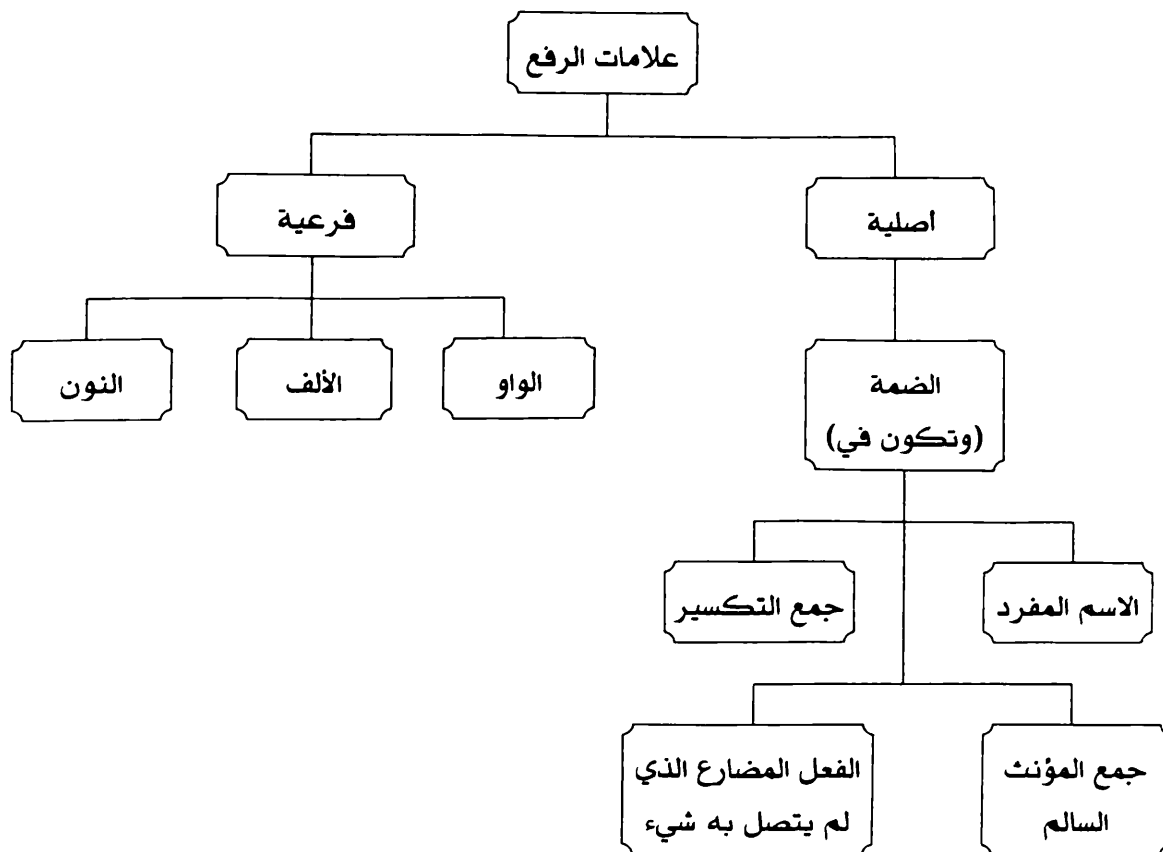 علامات الرفع
أصلية
فرعية
الواو
الألف
النون
الضمة
(وتكون في)
الاسم المفرد
جمع التكسير
جمع المؤنث
السالم
الفعل المضارع الذي
لم يتصل به شيء